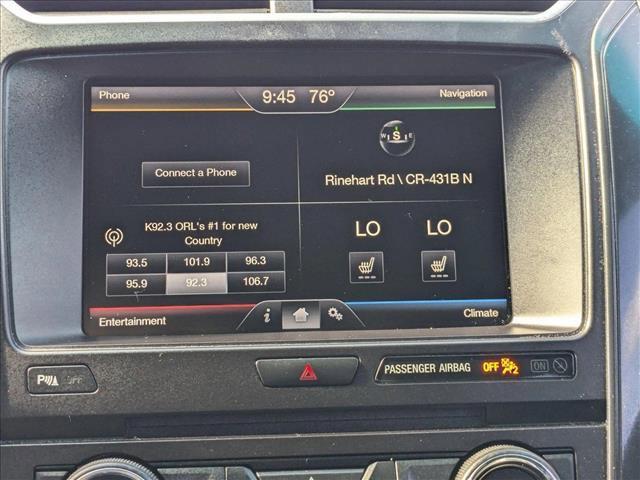 Phone
9:45 76°
Navigation
W S E
Connect a Phone
Rinehart Rd \ CR-431B N
K92.3 ORL's #1 for new
Country
LO LO
93.5 101.9 96.3
95.9 92.3 106.7
Entertainment
i
Climate
P OFF
PASSENGER AIRBAG OFF 2 ON